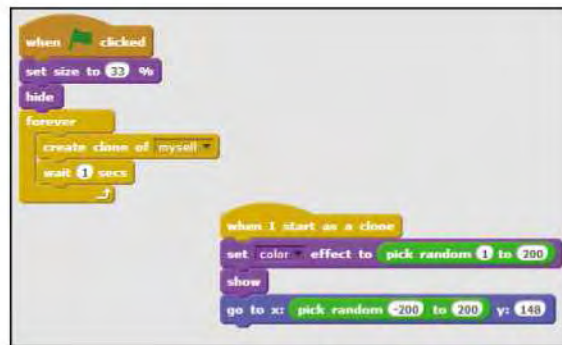 when clicked
set size to 33 %
hide
forever
create clone of myself
wait 1 secs
when I start as a clone
set color effect to pick random 1 to 200
show
go to x: pick random -200 to 200 y: 148